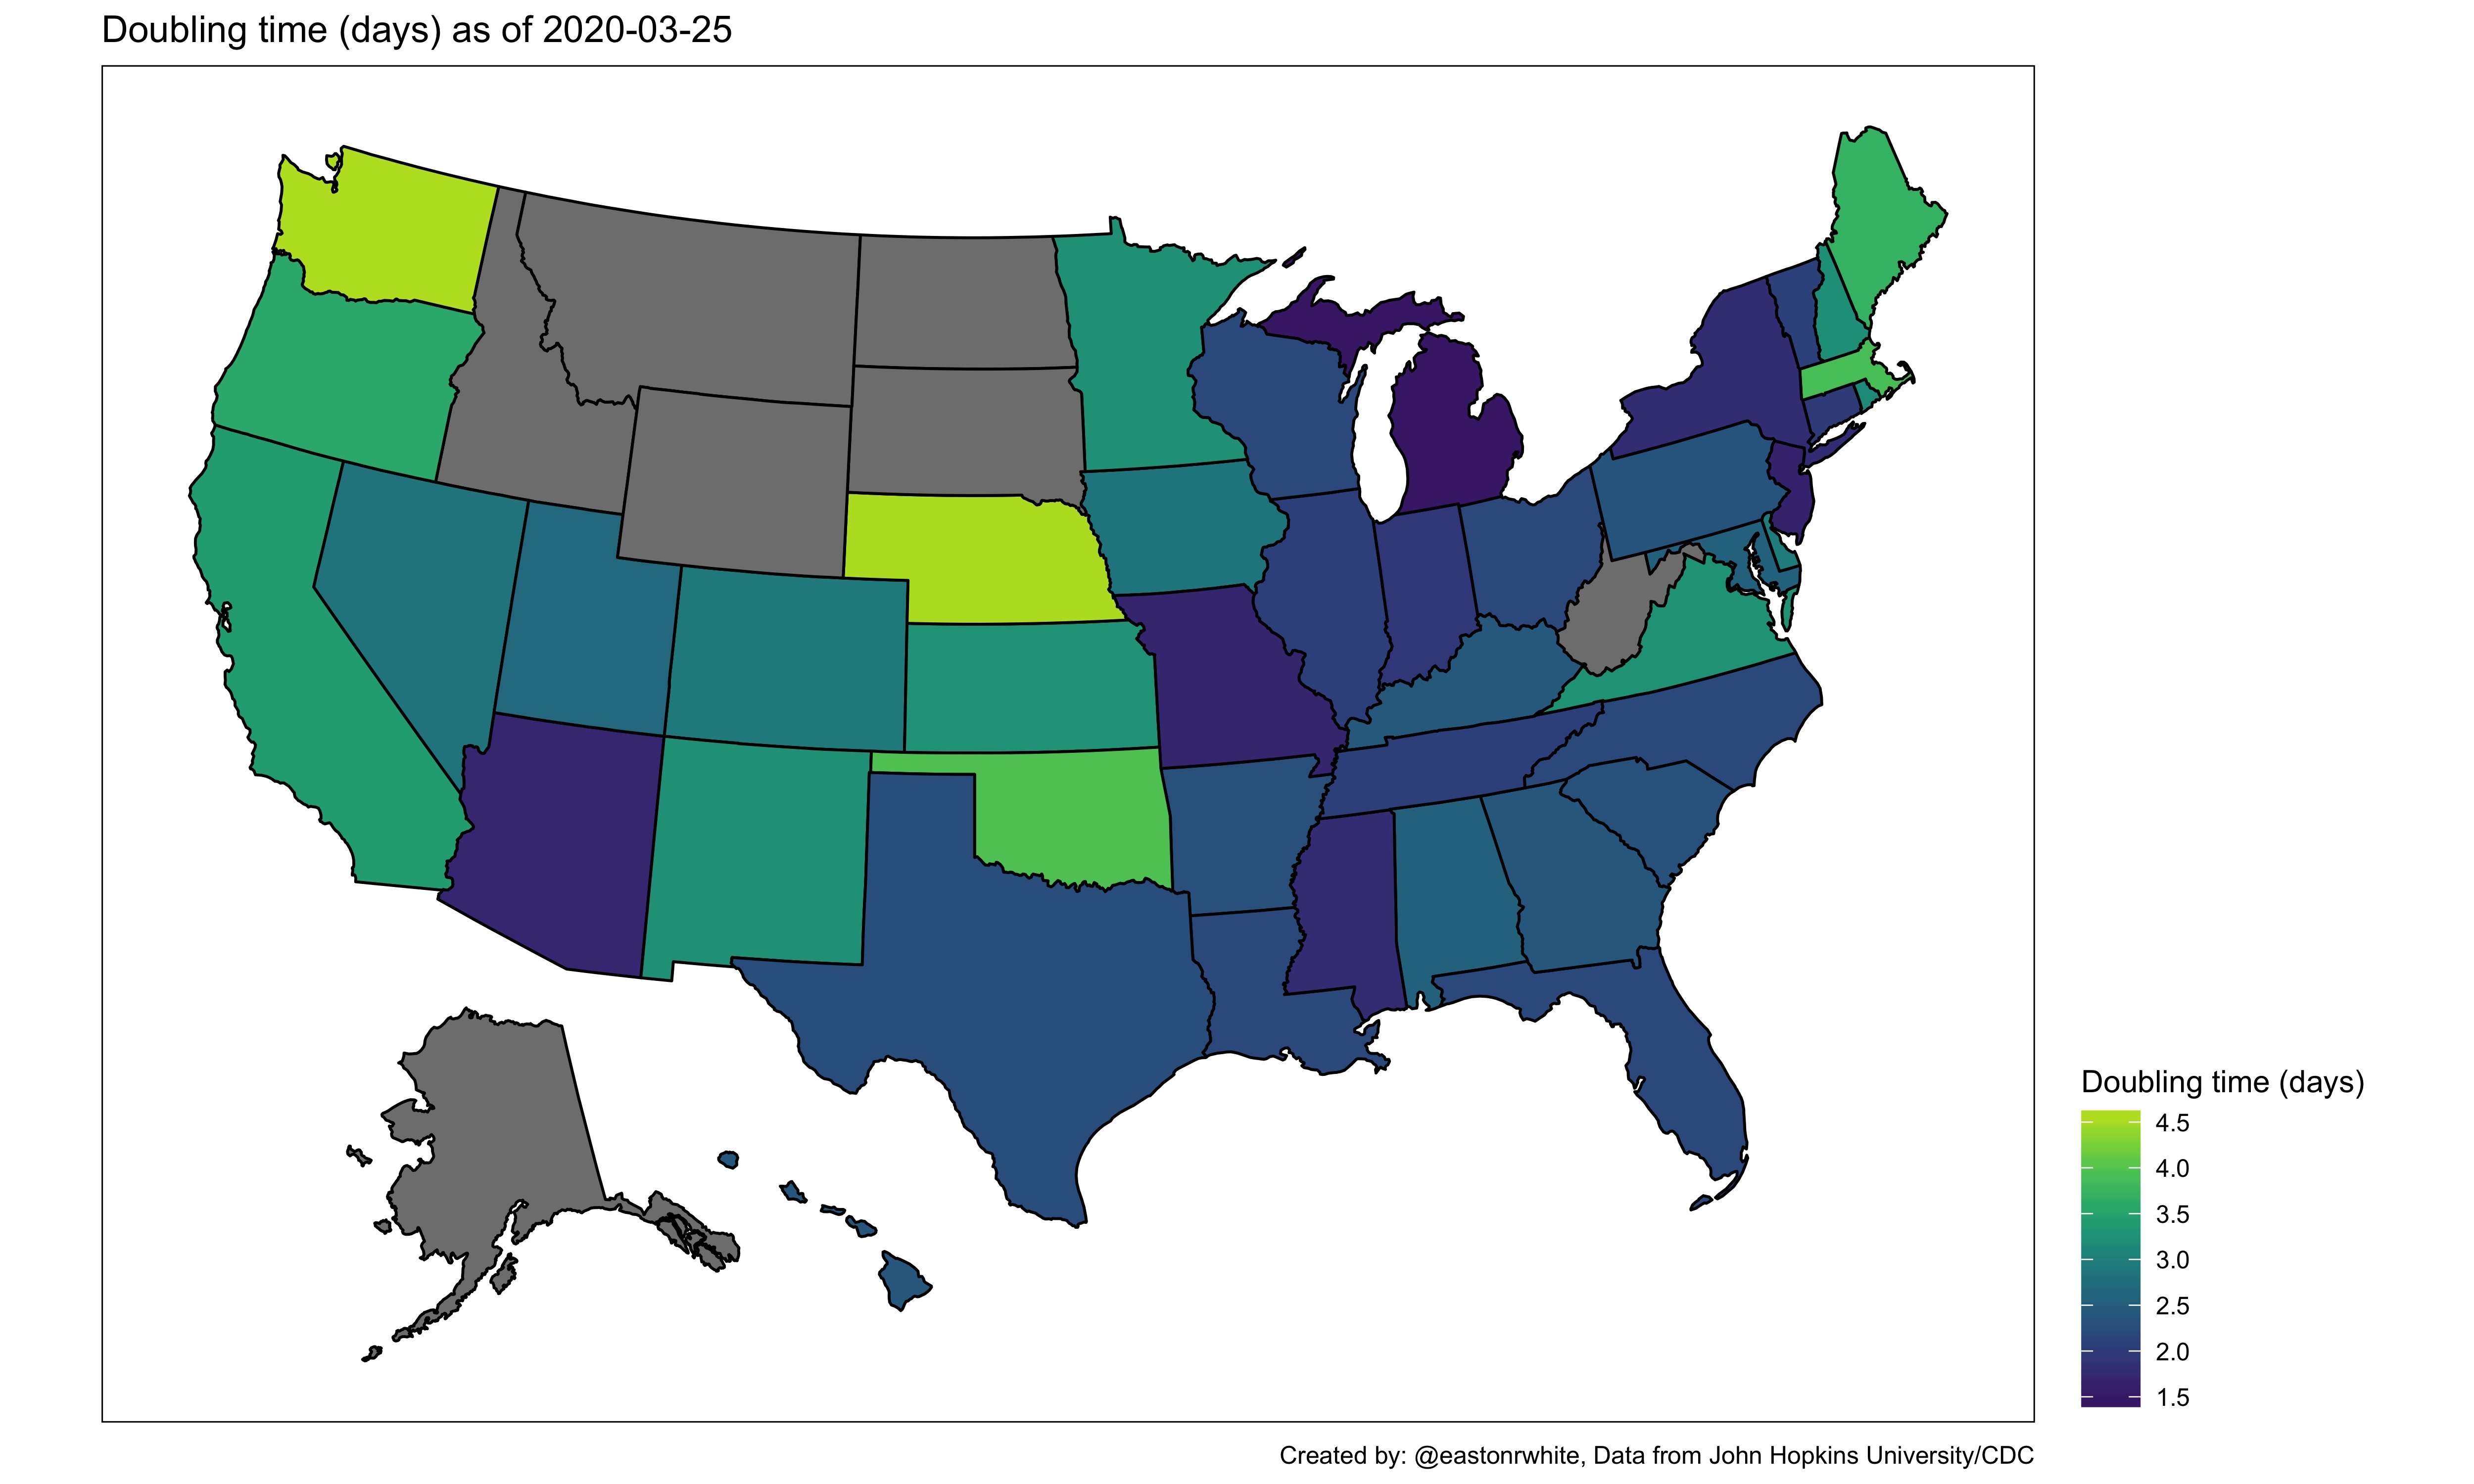 Doubling time (days) as of 2020-03-25
Doubling time (days)
4.5
4.0
3.5
3.0
2.5
2.0
1.5
Created by: @eastonrwhite, Data from John Hopkins University/CDC